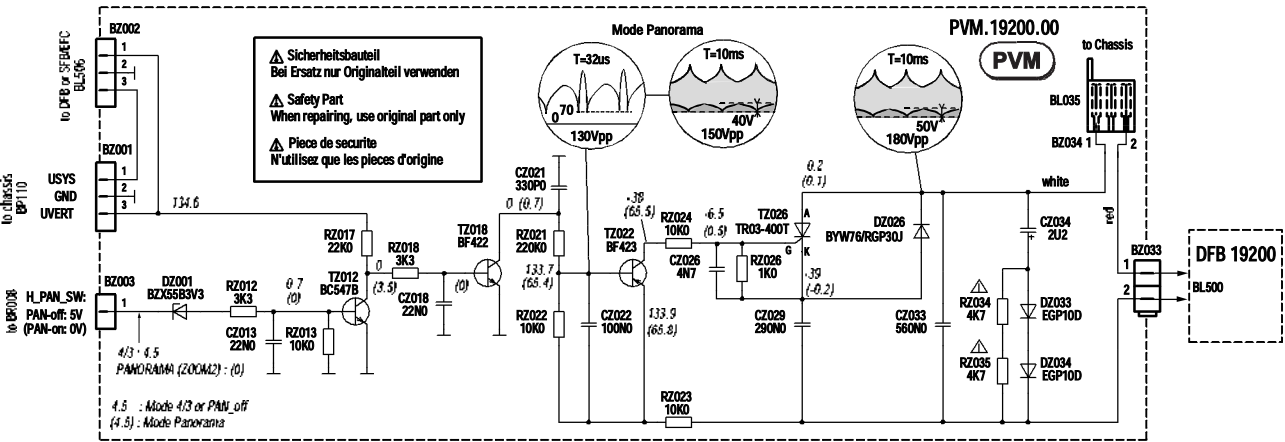 BZ002
Mode Panorama
PVM.19200.00
PVM
to Chassis
to DFB or SFB/EFC
BL506
1
2
3
⚠ Sicherheitsbauteil
Bei Ersatz nur Originalteil verwenden
⚠ Safety Part
When repairing, use original part only
⚠ Piece de securite
N'utilisez que les pieces d'origine
T=32us
0 70
130Vpp
T=10ms
40V
150Vpp
T=10ms
50V
180Vpp
BL035
BZ034 1
2
to chassis
BP110
BZ001
USYS 1
GND 2
UVERT 3
134.6
CZ021
330P0
0 (0.7)
-38
(65.5)
0.2
(0.1)
white
red
RZ017
22K0
RZ018
3K3
0
(3.5)
TZ018
BF422
(0)
RZ021
220K0
133.7
(65.4)
TZ022
BF423
RZ024
10K0
-6.5
(0.5)
TZ026
TR03-400T
A
G
K
DZ026
BYW76/RGP30J
CZ034
2U2
+
CZ026
4N7
RZ026
1K0
-39
(-0.2)
BZ033
1
2
DFB 19200
BL500
to BR008
BZ003
H_PAN_SW:
PAN-off: 5V
(PAN-on: 0V)
1
DZ001
BZX55B3V3
RZ012
3K3
0.7
(0)
TZ012
BC547B
CZ013
22N0
RZ013
10K0
CZ018
22N0
RZ022
10K0
CZ022
100N0
133.9
(65.8)
CZ029
290N0
CZ033
560N0
⚠
RZ034
4K7
DZ033
EGP10D
⚠
RZ035
4K7
DZ034
EGP10D
4/3 : 4.5
PANORAMA (ZOOM2) : (0)
4.5 : Mode 4/3 or PAN_off
(4.5) : Mode Panorama
RZ023
10K0